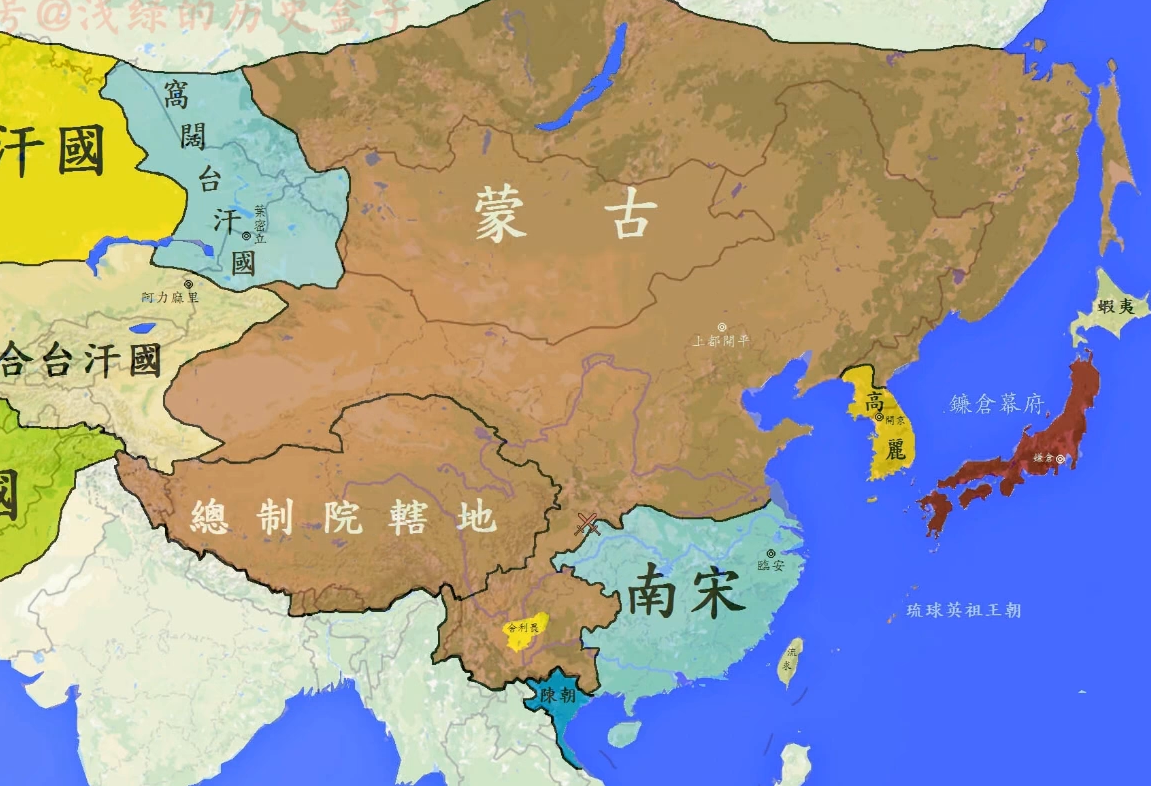 号@浅绿的历史盒子
汗國
窩闊台汗國
葉密立
阿力麻里
合台汗國
國
蒙古
上都開平
總制院轄地
南宋
臨安
舍利畏
陳朝
高麗
開京
鎌倉幕府
鎌倉
蝦夷
琉球英祖王朝
流求